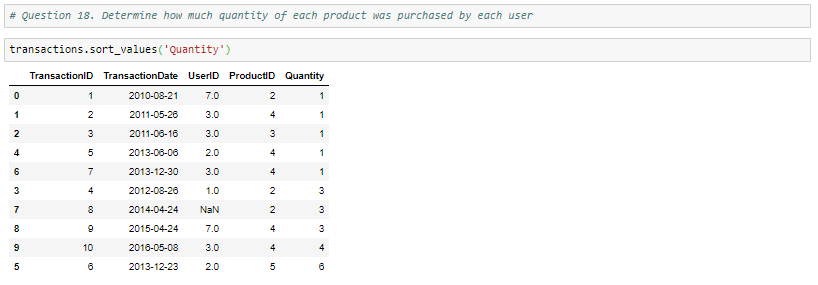 # Question 18. Determine how much quantity of each product was purchased by each user
transactions.sort_values('Quantity')
TransactionID TransactionDate UserID ProductID Quantity
0 1 2010-08-21 7.0 2 1
1 2 2011-05-26 3.0 4 1
2 3 2011-06-16 3.0 3 1
4 5 2013-06-06 2.0 4 1
6 7 2013-12-30 3.0 4 1
3 4 2012-08-26 1.0 2 3
7 8 2014-04-24 NaN 2 3
8 9 2015-04-24 7.0 4 3
9 10 2016-05-08 3.0 4 4
5 6 2013-12-23 2.0 5 6